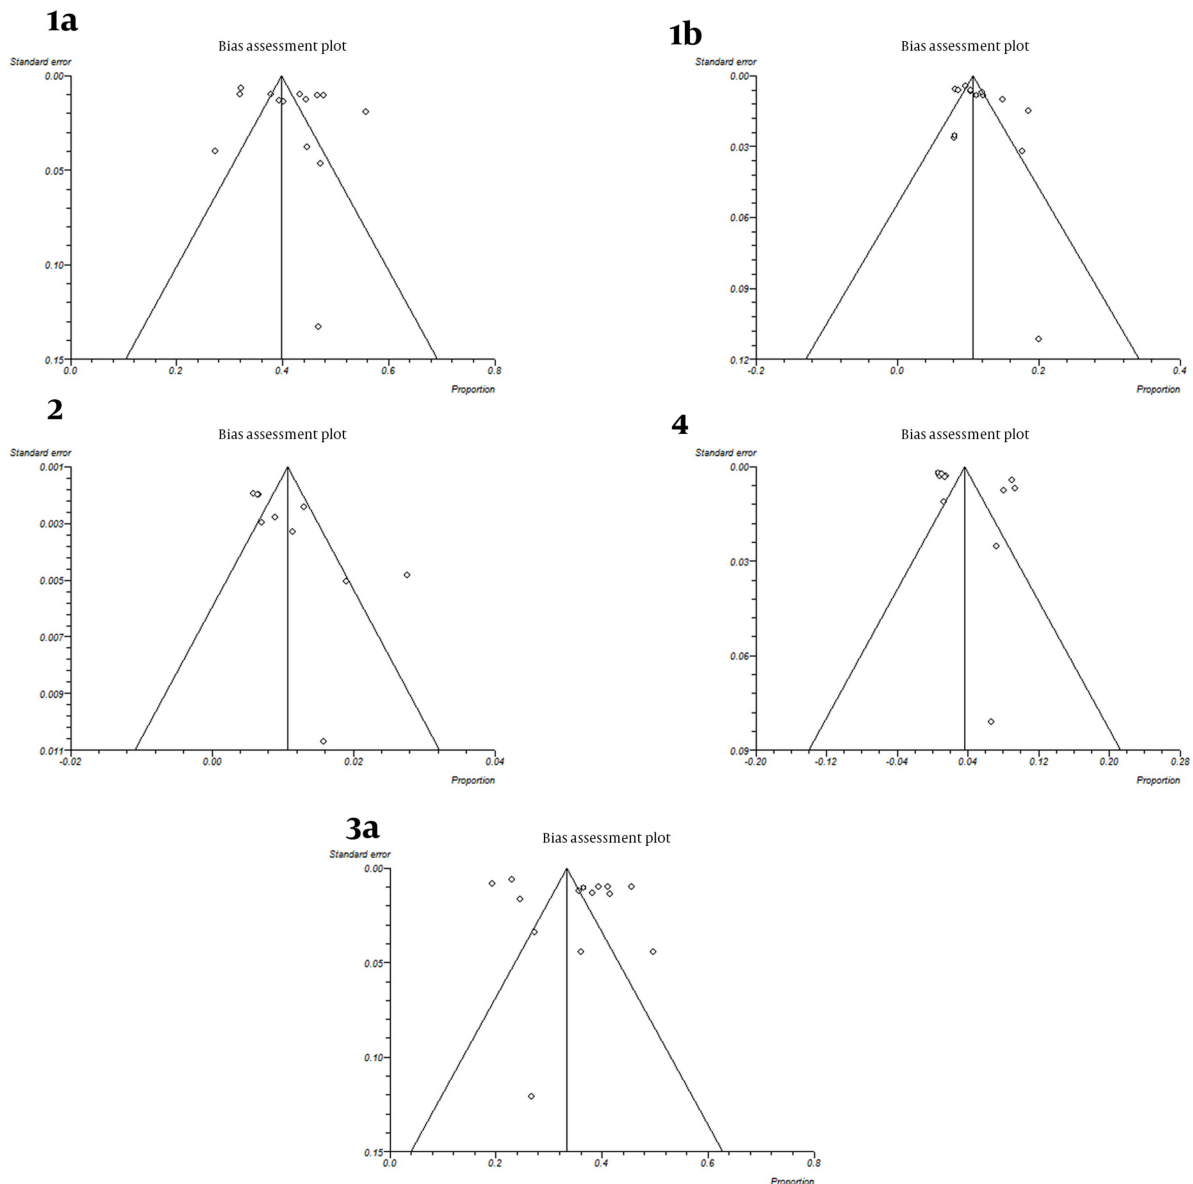 1a
Bias assessment plot
Standard error
0.00
0.05
0.10
0.15
0.0 0.2 0.4 0.6 0.8
Proportion
1b
Bias assessment plot
Standard error
0.00
0.03
0.06
0.09
0.12
-0.2 0.0 0.2 0.4
Proportion
2
Bias assessment plot
Standard error
0.001
0.003
0.005
0.007
0.009
0.011
-0.02 0.00 0.02 0.04
Proportion
4
Bias assessment plot
Standard error
0.00
0.03
0.06
0.09
-0.20 -0.12 -0.04 0.04 0.12 0.20 0.28
Proportion
3a
Bias assessment plot
Standard error
0.00
0.05
0.10
0.15
0.0 0.2 0.4 0.6 0.8
Proportion